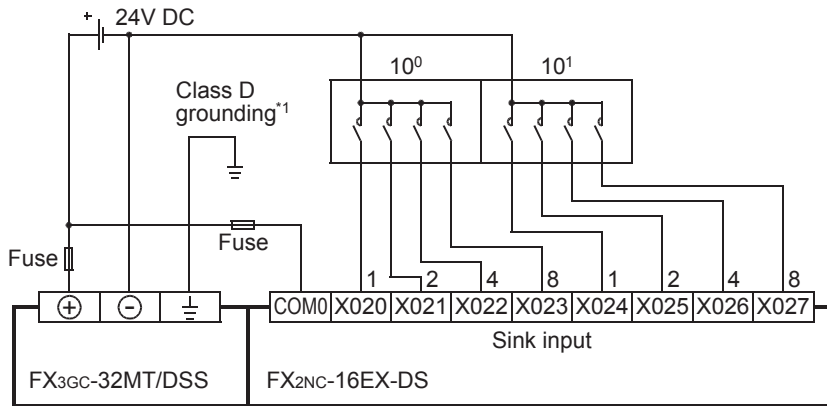 + 24V DC
10⁰ 10¹
Class D
grounding*1
Fuse
Fuse
1 2 4 8 1 2 4 8
+ - COM0 X020 X021 X022 X023 X024 X025 X026 X027
Sink input
FX3GC-32MT/DSS FX2NC-16EX-DS